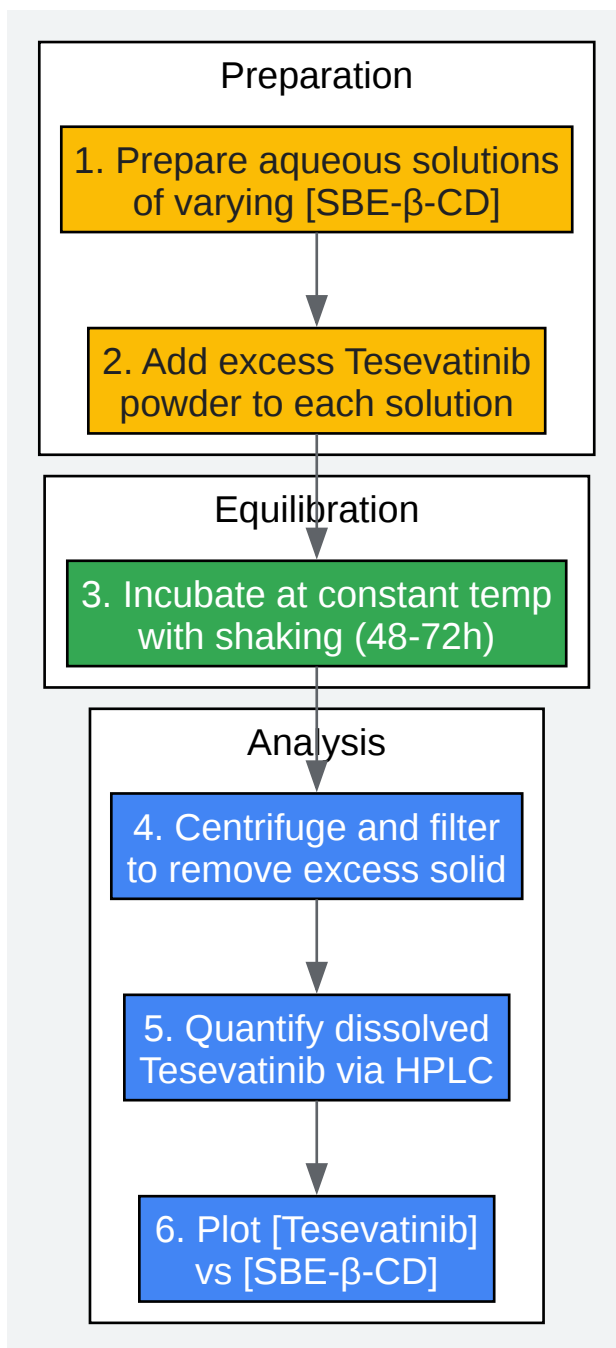 Preparation
1. Prepare aqueous solutions
of varying [SBE-β-CD]
2. Add excess Tesevatinib
powder to each solution
Equilibration
3. Incubate at constant temp
with shaking (48-72h)
Analysis
4. Centrifuge and filter
to remove excess solid
5. Quantify dissolved
Tesevatinib via HPLC
6. Plot [Tesevatinib]
vs [SBE-β-CD]